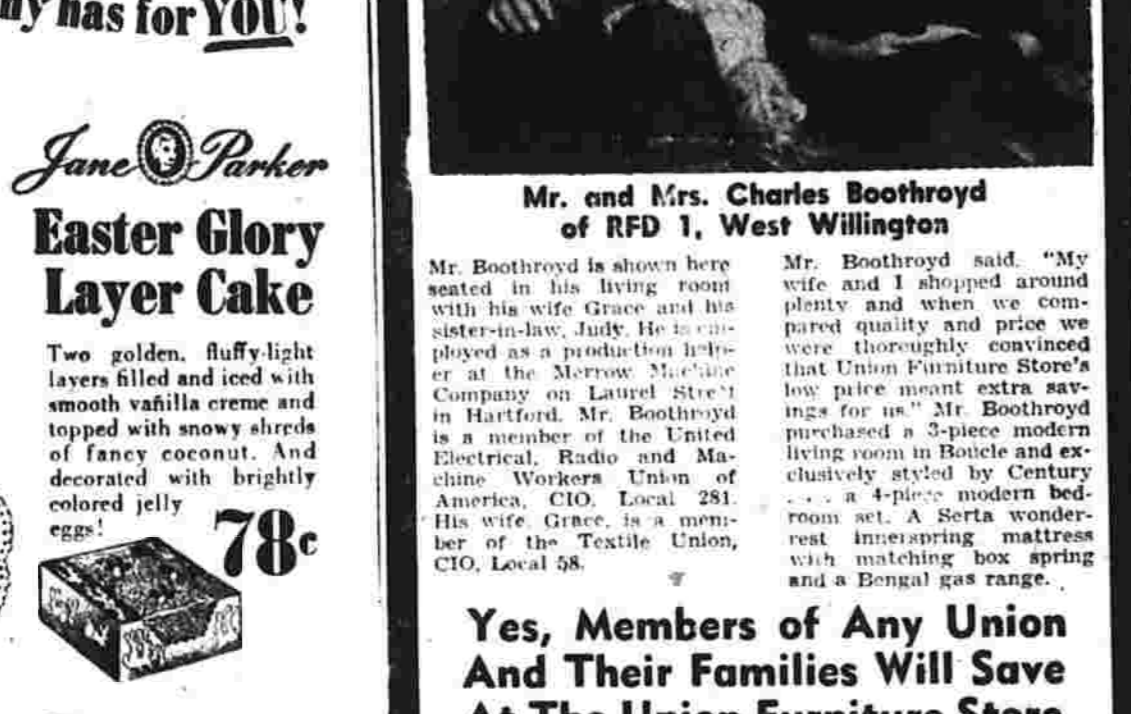 ny has for YOU!
Jane Parker
Easter Glory
Layer Cake
Two golden, fluffy-light
layers filled and iced with
smooth vanilla creme and
topped with snowy shreds
of fancy coconut. And
decorated with brightly
colored jelly
eggs!
78c
Mr. and Mrs. Charles Boothroyd
of RFD 1, West Willington
Mr. Boothroyd is shown here
seated in his living room
with his wife Grace and his
sister-in-law, Judy. He is em-
ployed as a production help-
er at the Merrow Machine
Company on Laurel Street
in Hartford. Mr. Boothroyd
is a member of the United
Electrical, Radio and Ma-
chine Workers Union of
America, CIO, Local 281.
His wife, Grace, is a mem-
ber of the Textile Union,
CIO, Local 58.
Mr. Boothroyd said, "My
wife and I shopped around
plenty and when we com-
pared quality and price we
were thoroughly convinced
that Union Furniture Store's
low price meant extra sav-
ings for us." Mr. Boothroyd
purchased a 3-piece modern
living room in Boucle and ex-
clusively styled by Century
. . . a 4-piece modern bed-
room set. A Serta wonder-
rest innerspring mattress
with matching box spring
and a Bengal gas range.
Yes, Members of Any Union
And Their Families Will Save
At The Union Furniture Store